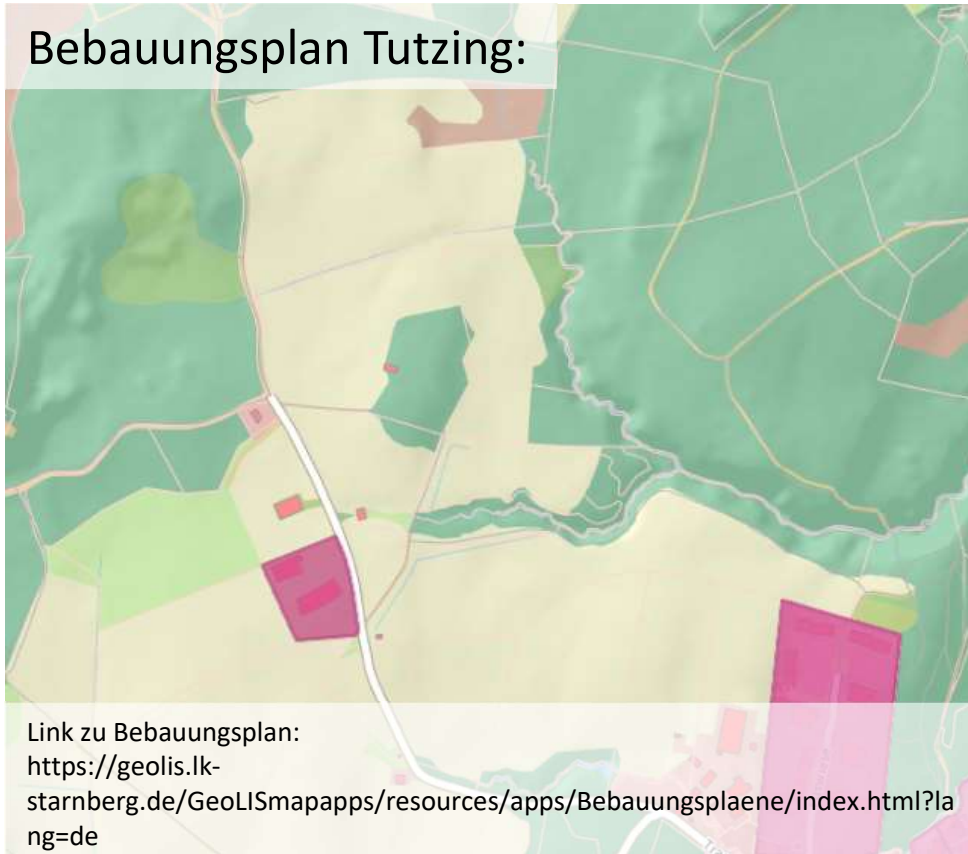 Bebauungsplan Tutzing:
Link zu Bebauungsplan:
https://geolis.lk-
starnberg.de/GeoLISmapapps/resources/apps/Bebauungsplaene/index.html?la
ng=de